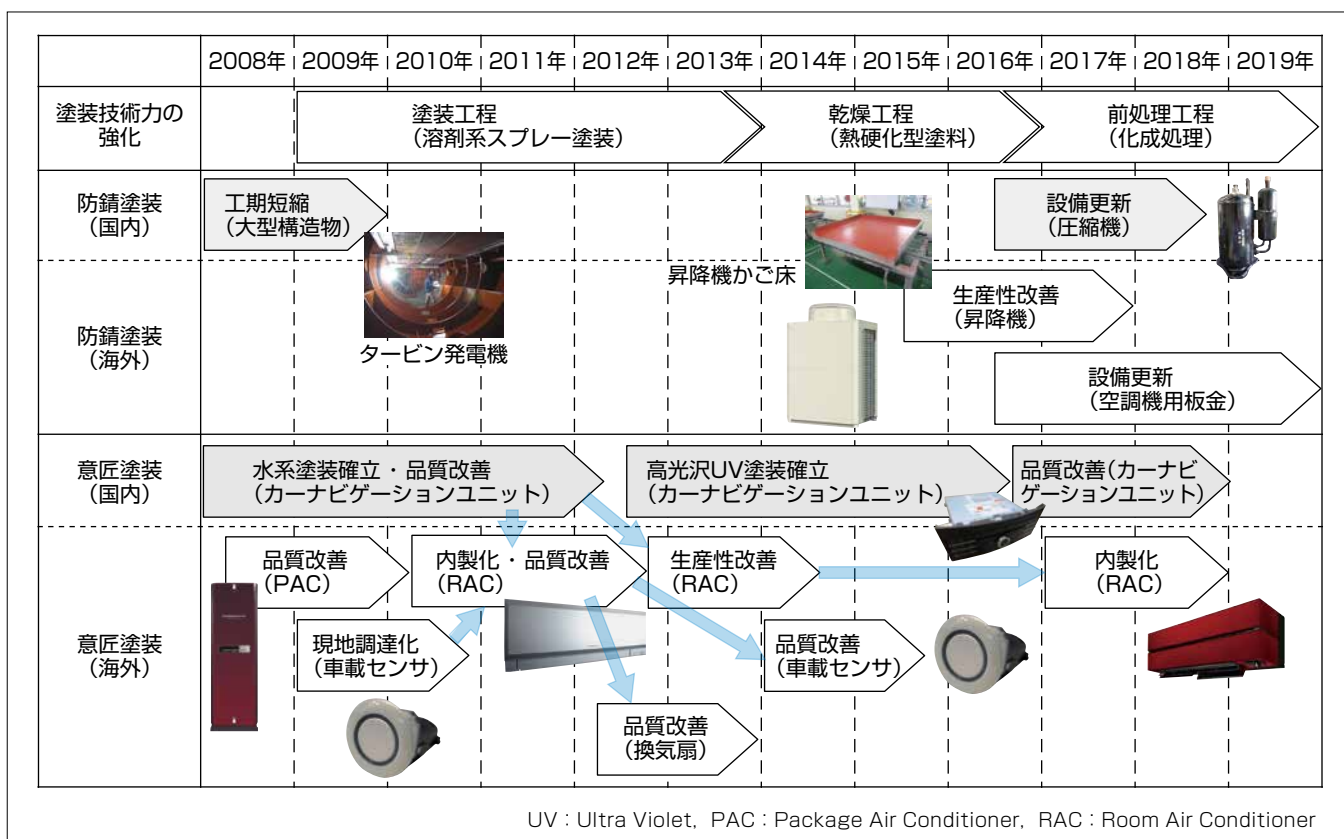 2008年 2009年 2010年 2011年 2012年 2013年 2014年 2015年 2016年 2017年 2018年 2019年
塗装技術力の
強化
塗装工程
(溶剤系スプレー塗装)
乾燥工程
(熱硬化型塗料)
前処理工程
(化成処理)
防錆塗装
(国内)
工期短縮
(大型構造物)
設備更新
(圧縮機)
防錆塗装
(海外)
タービン発電機
昇降機かご床
生産性改善
(昇降機)
設備更新
(空調機用板金)
意匠塗装
(国内)
水系塗装確立・品質改善
(カーナビゲーションユニット)
高光沢UV塗装確立
(カーナビゲーションユニット)
品質改善(カーナビ
ゲーションユニット)
意匠塗装
(海外)
品質改善
(PAC)
内製化・品質改善
(RAC)
生産性改善
(RAC)
内製化
(RAC)
現地調達化
(車載センサ)
品質改善
(車載センサ)
品質改善
(換気扇)
UV：Ultra Violet, PAC：Package Air Conditioner, RAC：Room Air Conditioner